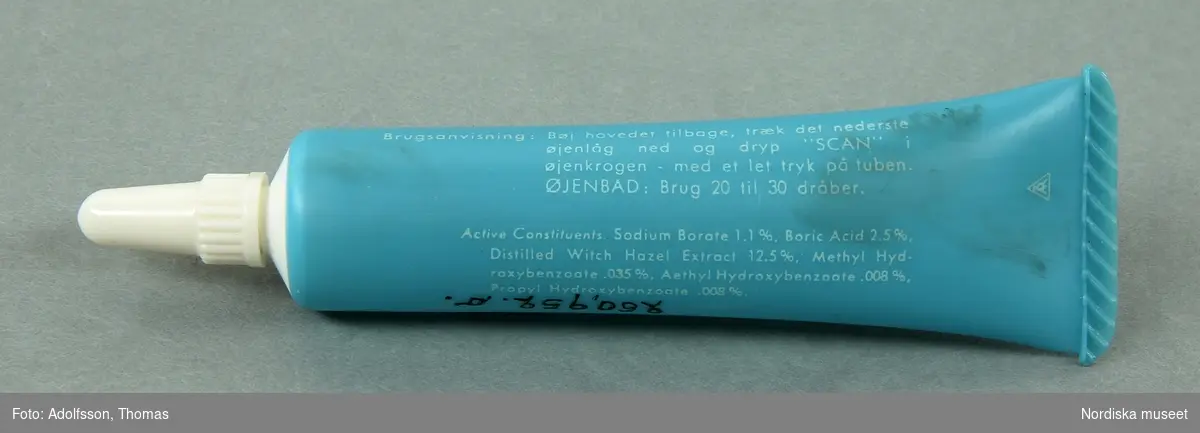 Brugsanvisning: Bøj hovedet tilbage, træk det nederste
øjenlåg ned og dryp "SCAN" i
øjenkrogen - med et let tryk på tuben.
ØJENBAD: Brug 20 til 30 dråber.
Active Constituents. Sodium Borate 1.1%, Boric Acid 2.5%,
Distilled Witch Hazel Extract 12.5%, Methyl Hyd-
roxybenzoate .035%, Aethyl Hydroxybenzoate .008%,
Propyl Hydroxybenzoate .008%.
250,952.a.
Foto: Adolfsson, Thomas
Nordiska museet